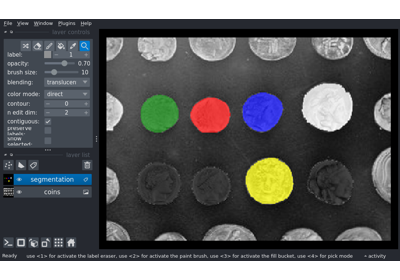 File View Window Plugins Help
layer controls
label: 1
opacity: 0.70
brush size: 10
blending: translucen
color mode: direct
contour: 0
n edit dim: 2
contiguous:
preserve
labels:
show
selected:
layer list
segmentation
coins
Ready use <1> for activate the label eraser, use <2> for activate the paint brush, use <3> for activate the fill bucket, use <4> for pick mode activity